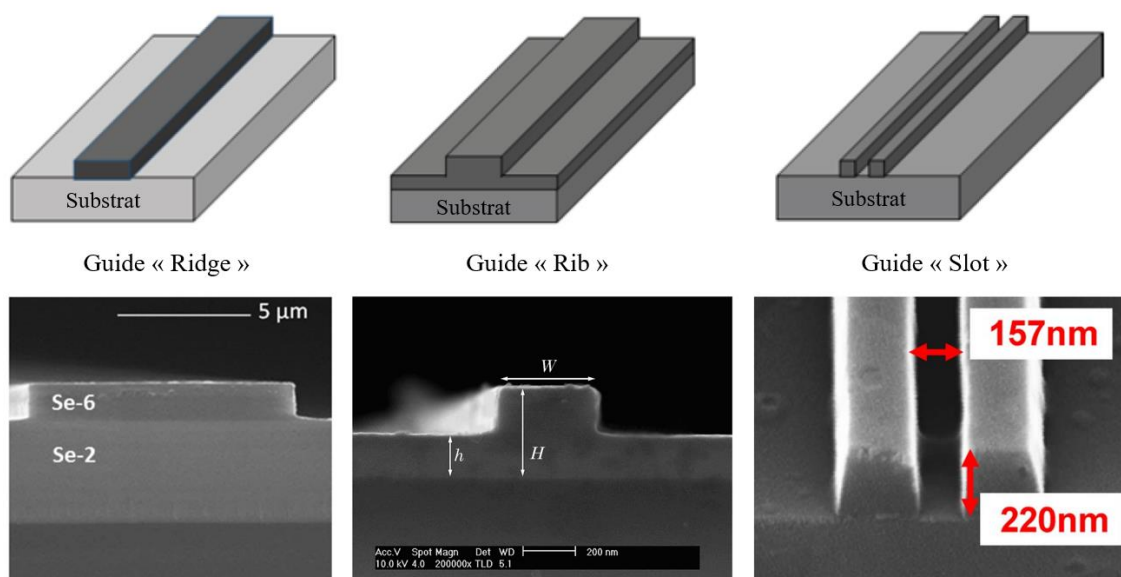 Substrat
Substrat
Substrat
Guide « Ridge »
Guide « Rib »
Guide « Slot »
5 µm
Se-6
Se-2
W
h
H
Acc.V Spot Magn Det WD
10.0 kV 4.0 200000x TLD 5.1 200 nm
157nm
220nm